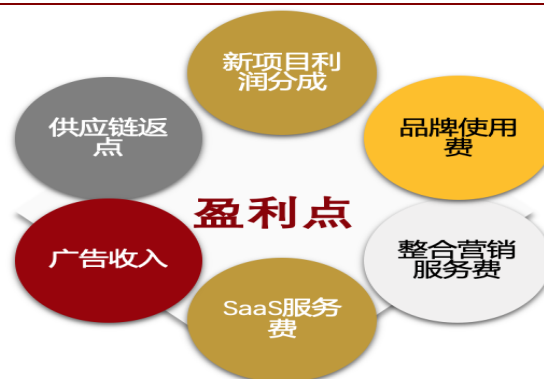 新项目利
润分成
供应链返
点
品牌使用
费
盈利点
广告收入
整合营销
服务费
SaaS服务
费